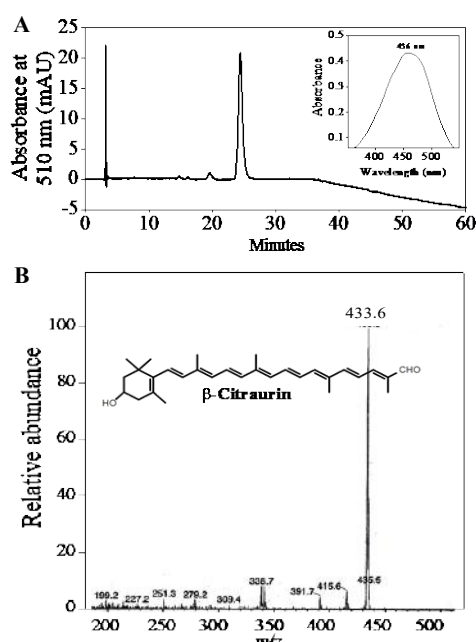 A
Absorbance at
510 nm (mAU)
25
20
15
10
5
0
-5
0 10 20 30 40 50 60
Minutes
Absorbance
0.4
0.3
0.2
0.1
456 nm
400 450 500
Wavelength (nm)
B
Relative abundance
100
80
60
40
20
0
433.6
CHO
HO
β-Citraurin
199.2
227.2
251.3
279.2
309.4
338.7
391.7
415.6
435.6
200 250 300 350 400 450 500
m/z